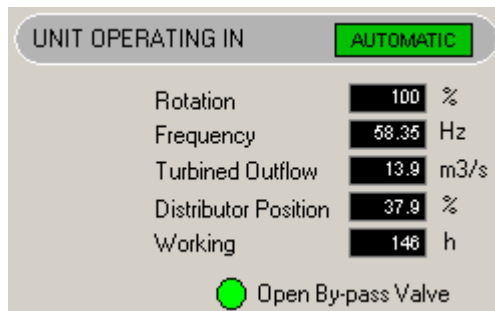 UNIT OPERATING IN AUTOMATIC
Rotation 100 %
Frequency 58.35 Hz
Turbined Outflow 13.9 m3/s
Distributor Position 37.9 %
Working 146 h
Open By-pass Valve